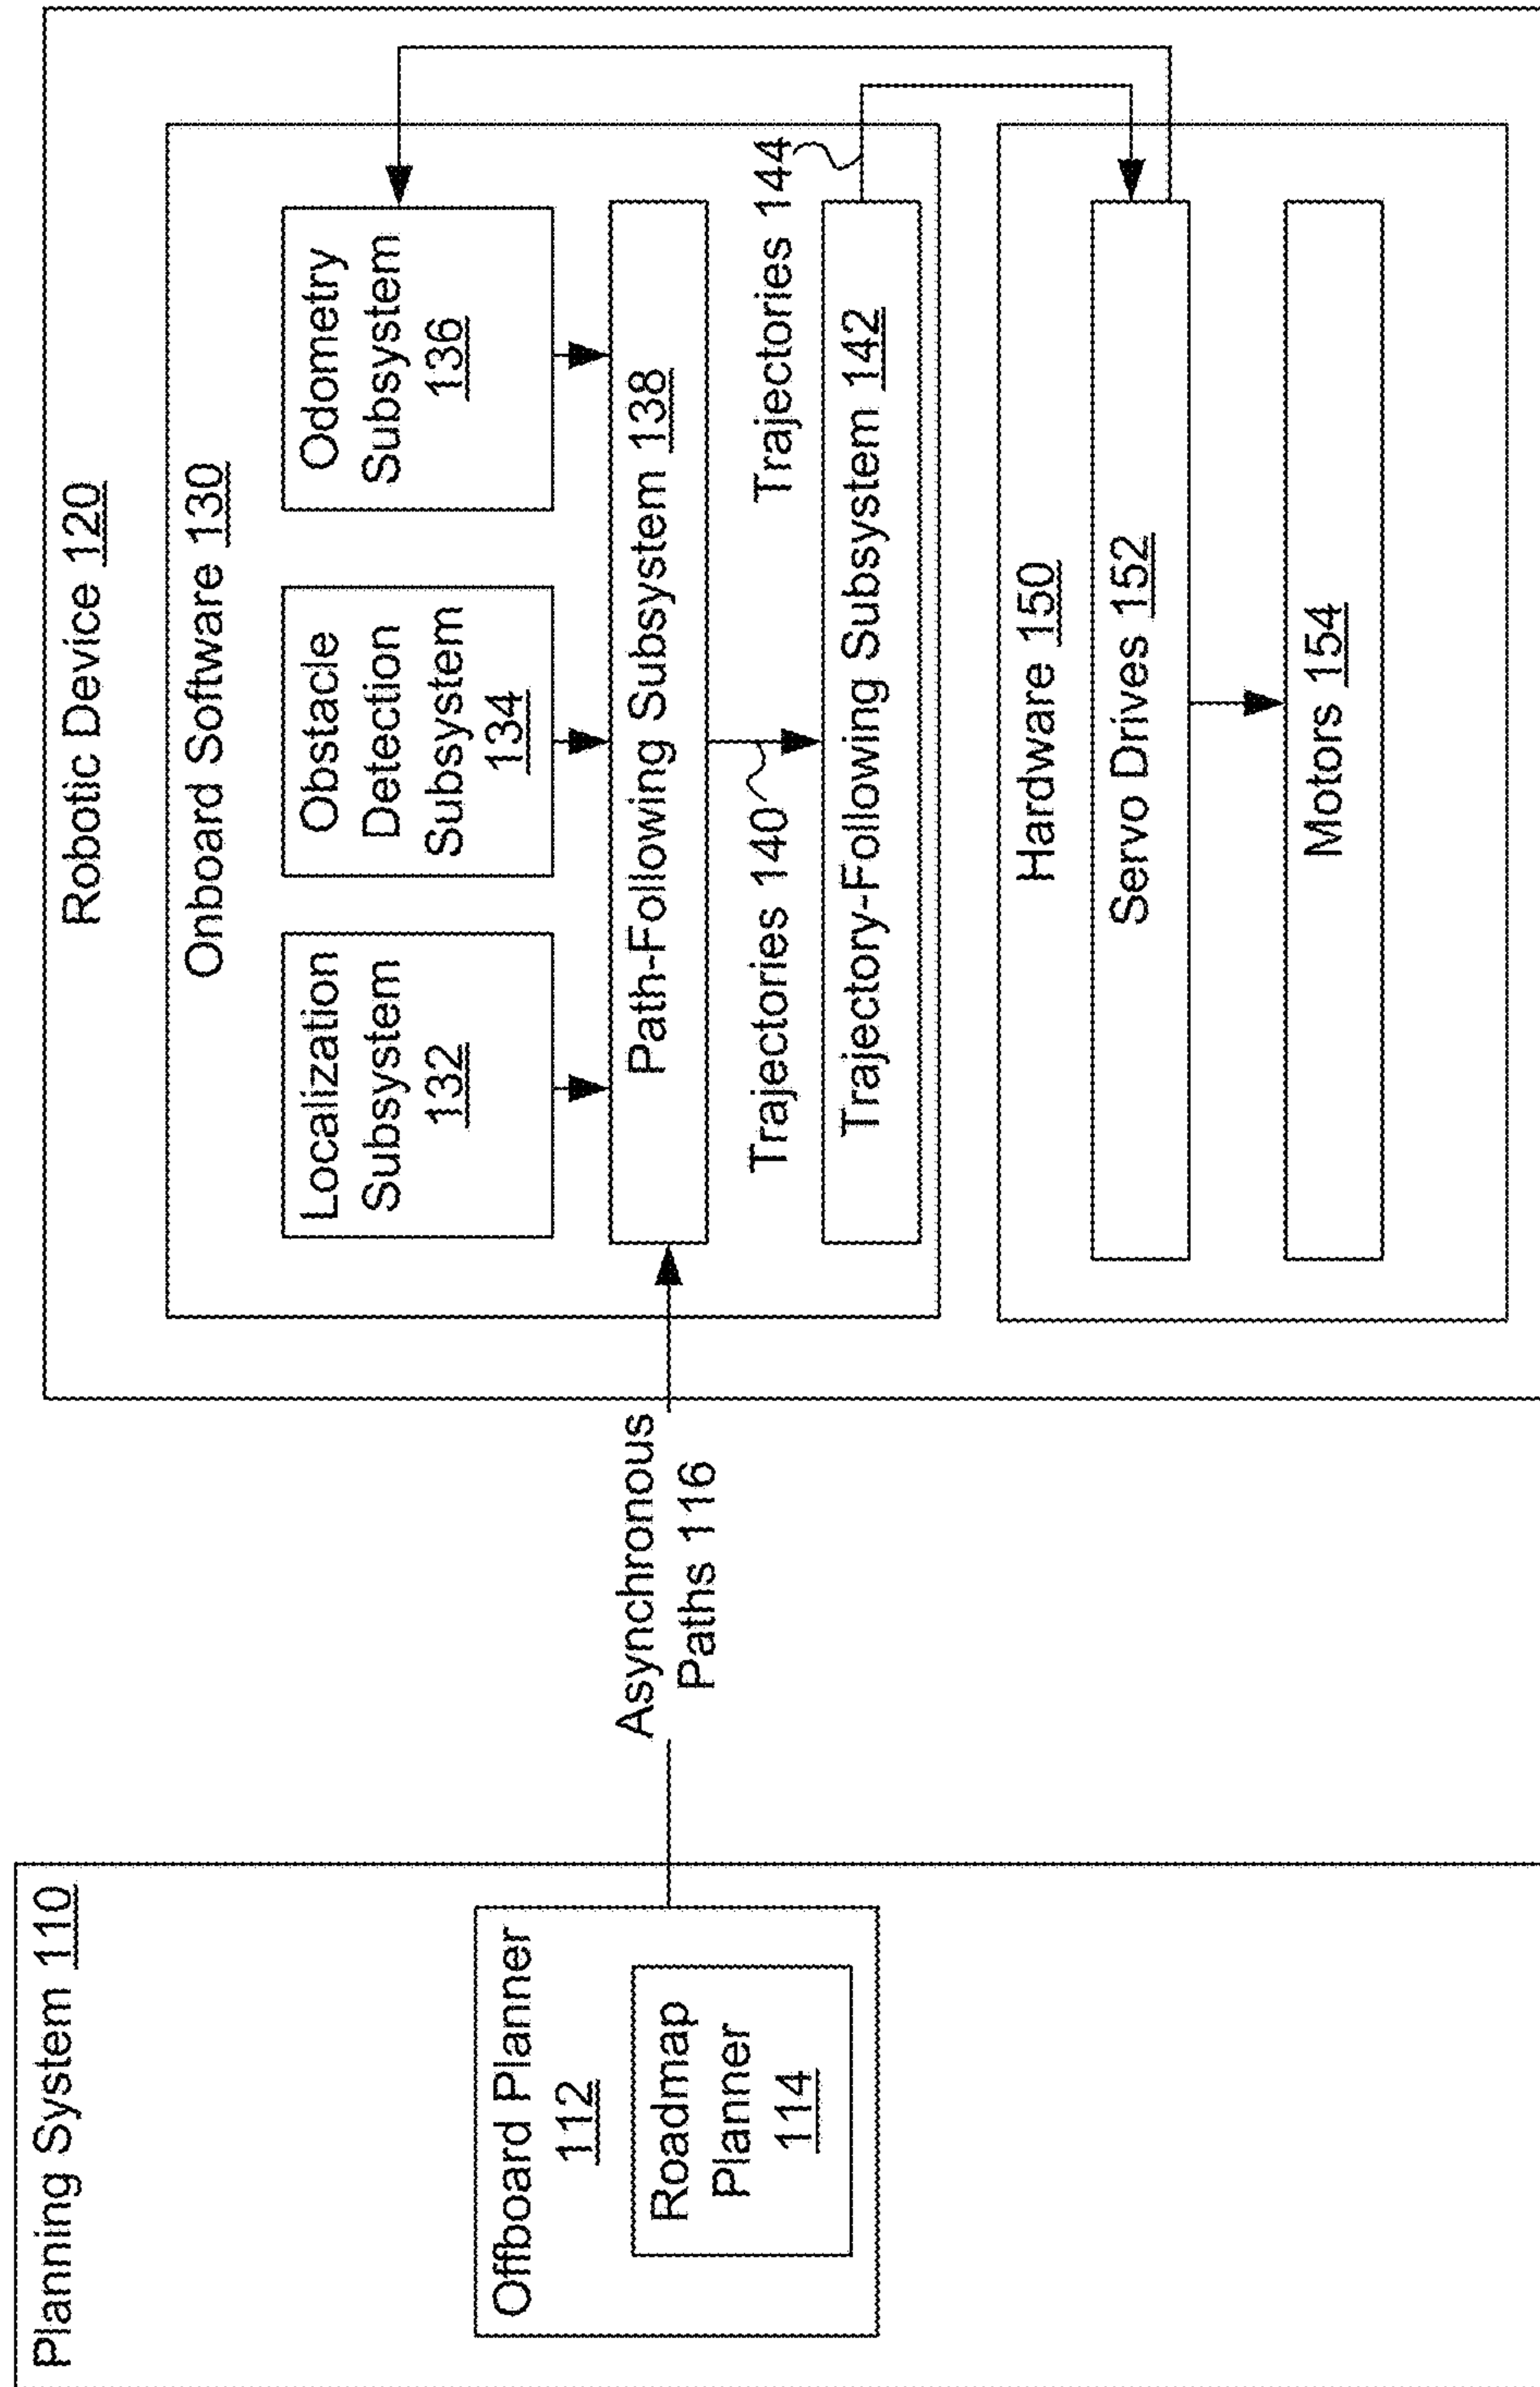 Planning System 110
Offboard Planner
112
Roadmap
Planner
114
Asynchronous
Paths 116
Robotic Device 120
Onboard Software 130
Localization
Subsystem
132
Obstacle
Detection
Subsystem
134
Odometry
Subsystem
136
Path-Following Subsystem 138
Trajectories 140
Trajectories 144
Trajectory-Following Subsystem 142
Hardware 150
Servo Drives 152
Motors 154